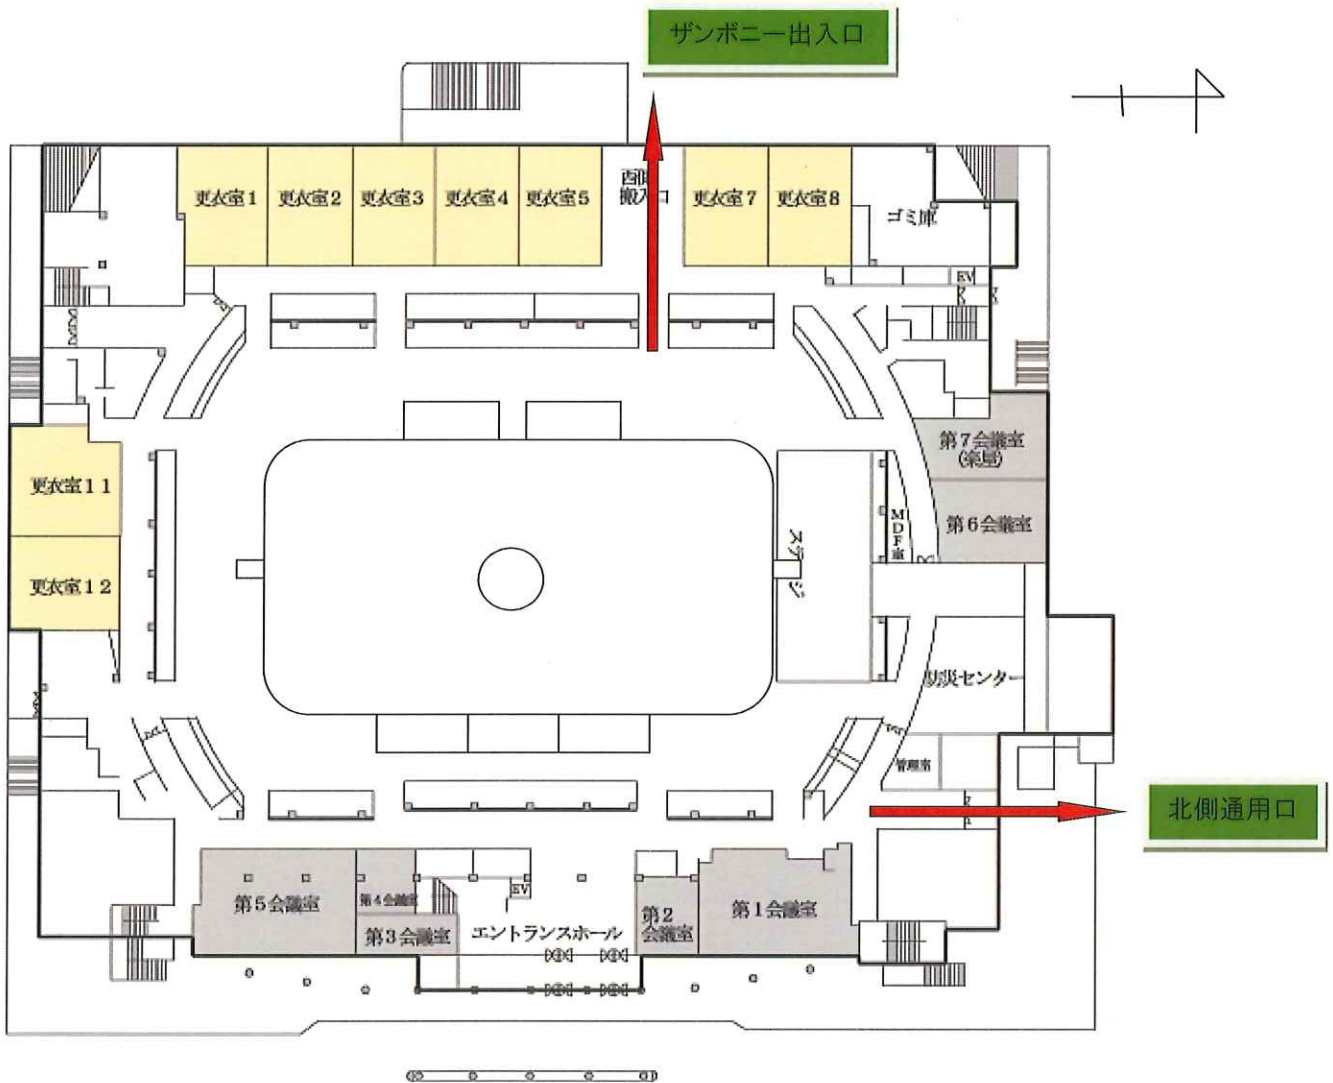 ザンボニー出入口
更衣室1
更衣室2
更衣室3
更衣室4
更衣室5
搬入口
更衣室7
更衣室8
ゴミ庫
EV
第7会議室
(楽屋)
更衣室11
MDF室
第6会議室
ステージ
更衣室12
防災センター
管理室
北側通用口
第5会議室
第4会議室
EV
第3会議室
エントランスホール
第2
会議室
第1会議室